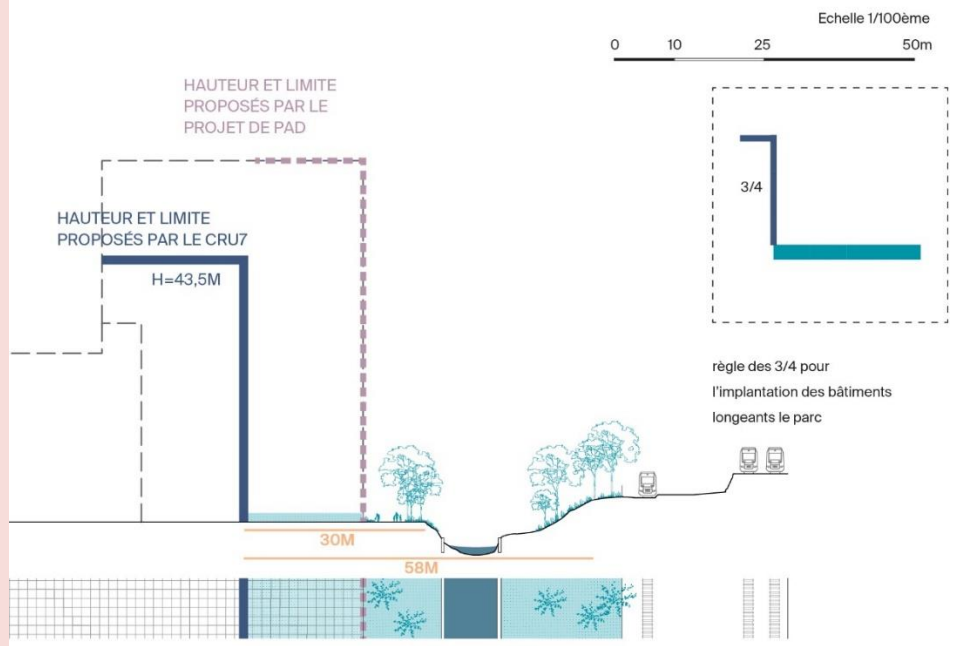 Echelle 1/100ème
0 10 25 50m
HAUTEUR ET LIMITE
PROPOSÉS PAR LE
PROJET DE PAD
3/4
HAUTEUR ET LIMITE
PROPOSÉS PAR LE CRU7
H=43,5M
règle des 3/4 pour
l'implantation des bâtiments
longeants le parc
30M
58M